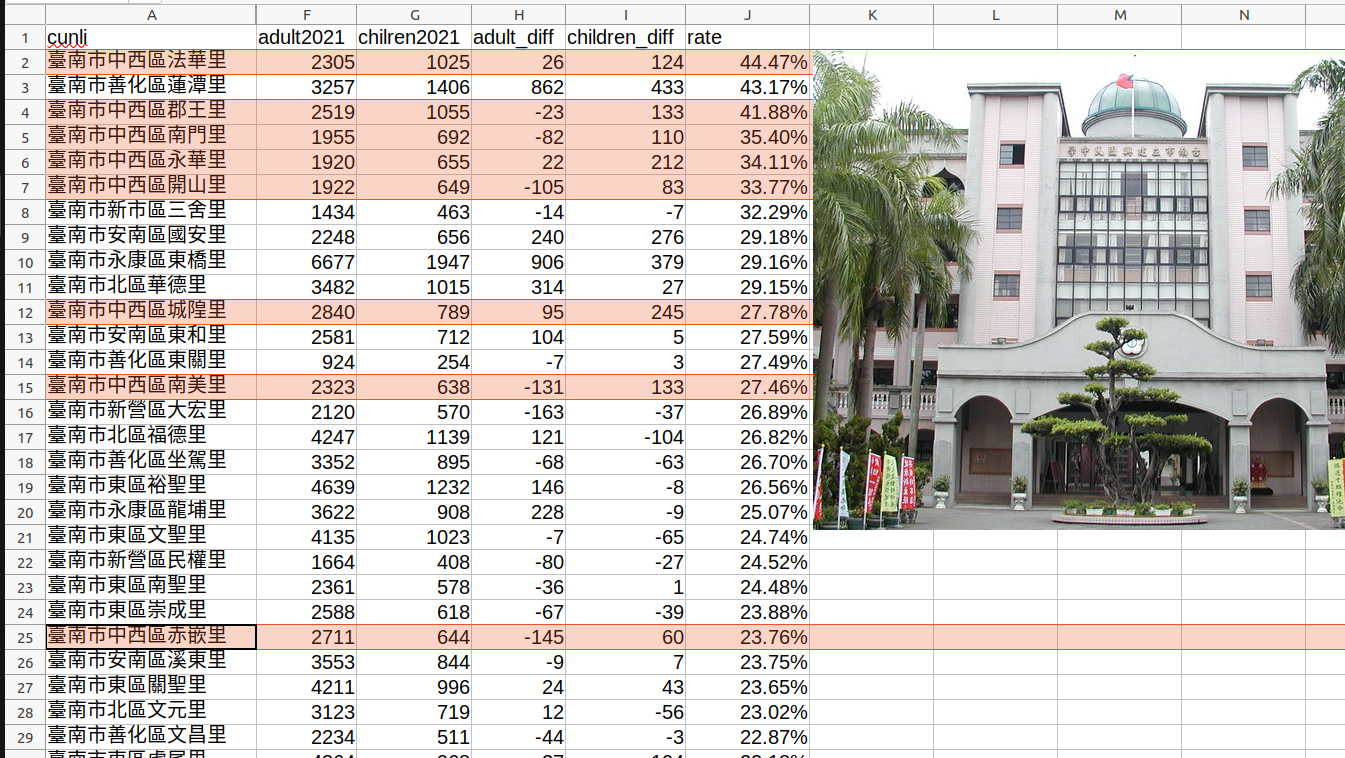 A F G H I J K L M N
1 cunli adult2021 chilren2021 adult_diff children_diff rate
2 臺南市中西區法華里 2305 1025 26 124 44.47%
3 臺南市善化區蓮潭里 3257 1406 862 433 43.17%
4 臺南市中西區郡王里 2519 1055 -23 133 41.88%
5 臺南市中西區南門里 1955 692 -82 110 35.40%
6 臺南市中西區永華里 1920 655 22 212 34.11%
7 臺南市中西區開山里 1922 649 -105 83 33.77%
8 臺南市新市區三舍里 1434 463 -14 -7 32.29%
9 臺南市安南區國安里 2248 656 240 276 29.18%
10 臺南市永康區東橋里 6677 1947 906 379 29.16%
11 臺南市北區華德里 3482 1015 314 27 29.15%
12 臺南市中西區城隍里 2840 789 95 245 27.78%
13 臺南市安南區東和里 2581 712 104 5 27.59%
14 臺南市善化區東關里 924 254 -7 3 27.49%
15 臺南市中西區南美里 2323 638 -131 133 27.46%
16 臺南市新營區大宏里 2120 570 -163 -37 26.89%
17 臺南市北區福德里 4247 1139 121 -104 26.82%
18 臺南市善化區坐駕里 3352 895 -68 -63 26.70%
19 臺南市東區裕聖里 4639 1232 146 -8 26.56%
20 臺南市永康區龍埔里 3622 908 228 -9 25.07%
21 臺南市東區文聖里 4135 1023 -7 -65 24.74%
22 臺南市新營區民權里 1664 408 -80 -27 24.52%
23 臺南市東區南聖里 2361 578 -36 1 24.48%
24 臺南市東區崇成里 2588 618 -67 -39 23.88%
25 臺南市中西區赤嵌里 2711 644 -145 60 23.76%
26 臺南市安南區溪東里 3553 844 -9 7 23.75%
27 臺南市東區關聖里 4211 996 24 43 23.65%
28 臺南市北區文元里 3123 719 12 -56 23.02%
29 臺南市善化區文昌里 2234 511 -44 -3 22.87%
學中民國興建立市南台